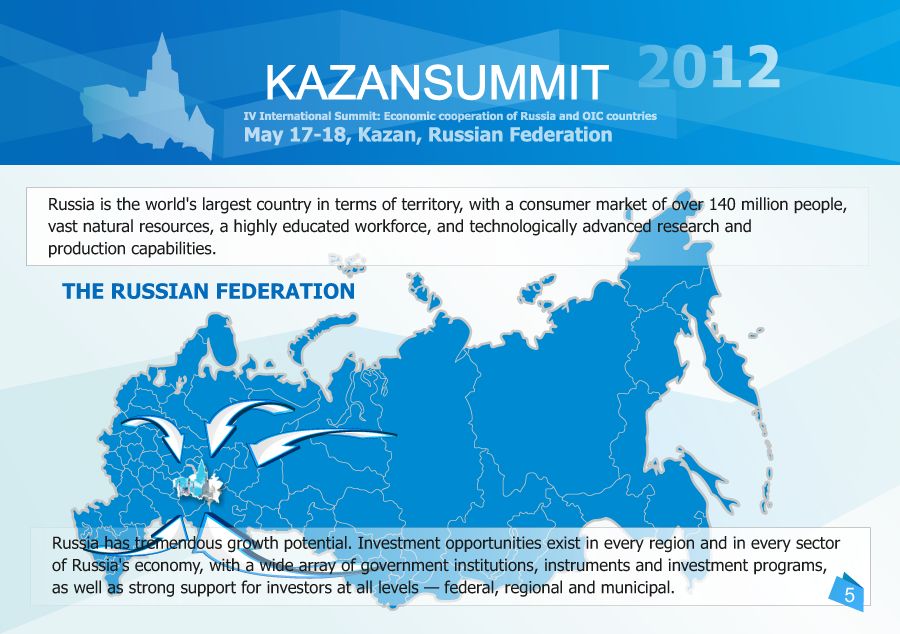 KAZANSUMMIT 2012
IV International Summit: Economic cooperation of Russia and OIC countries
May 17-18, Kazan, Russian Federation
Russia is the world's largest country in terms of territory, with a consumer market of over 140 million people,
vast natural resources, a highly educated workforce, and technologically advanced research and
production capabilities.
THE RUSSIAN FEDERATION
Russia has tremendous growth potential. Investment opportunities exist in every region and in every sector
of Russia's economy, with a wide array of government institutions, instruments and investment programs,
as well as strong support for investors at all levels — federal, regional and municipal.
5